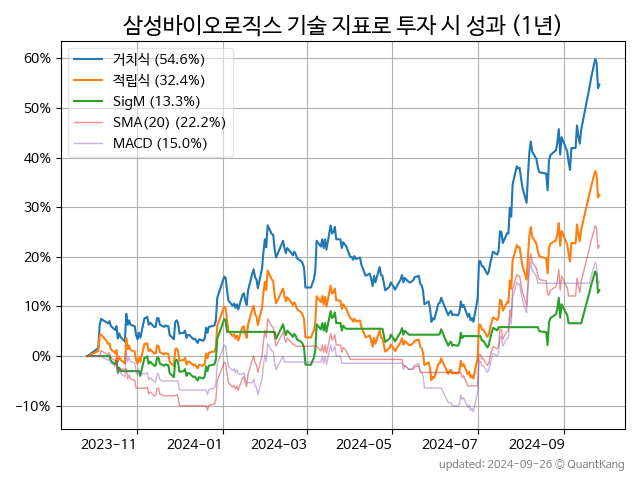 삼성바이오로직스 기술 지표로 투자 시 성과 (1년)
거치식 (54.6%)
적립식 (32.4%)
SigM (13.3%)
SMA(20) (22.2%)
MACD (15.0%)
60%
50%
40%
30%
20%
10%
0%
−10%
2023-11 2024-01 2024-03 2024-05 2024-07 2024-09
updated: 2024-09-26 © QuantKang